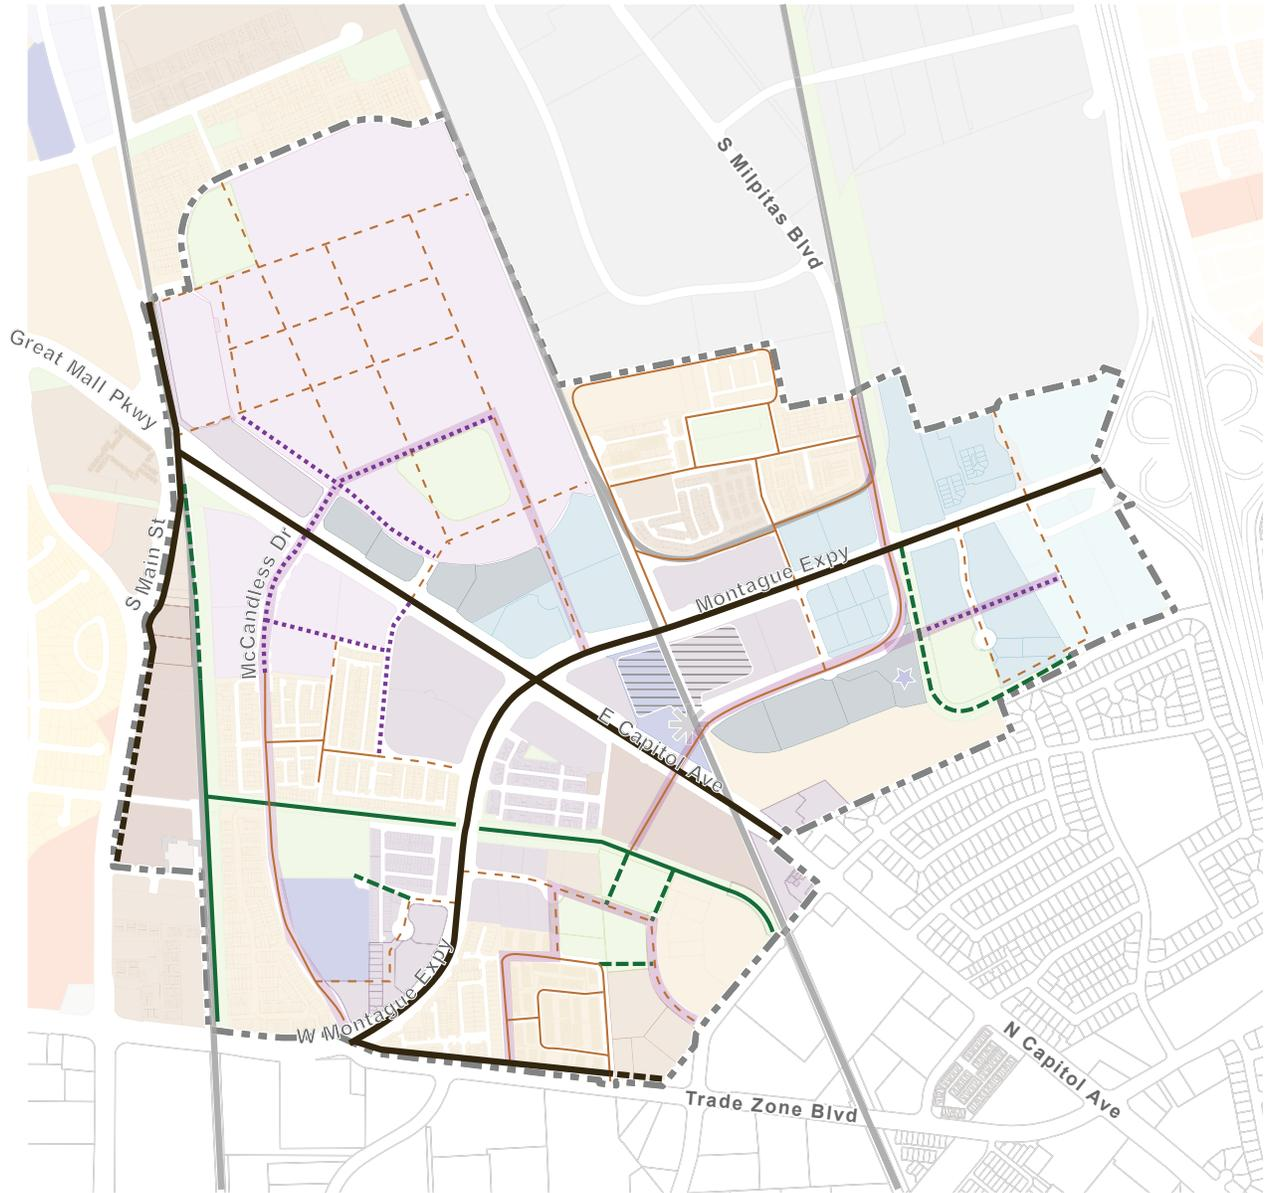 S Milpitas Blvd
Great Mall Pkwy
S Main St
McCandless Dr
Montague Expy
E Capitol Ave
W Montague Expy
N Capitol Ave
Trade Zone Blvd